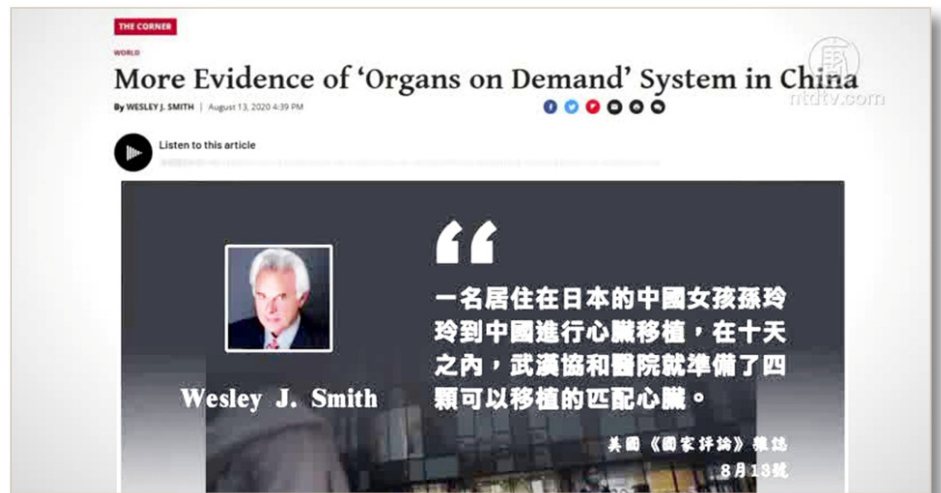 THE CORNER
WORLD
More Evidence of ‘Organs on Demand’ System in China
By WESLEY J. SMITH | August 13, 2020 4:39 PM
ntdtv.com
Listen to this article
“
一名居住在日本的中國女孩孫玲
玲到中國進行心臟移植，在十天
之內，武漢協和醫院就準備了四
顆可以移植的匹配心臟。
Wesley J. Smith
美國《國家評論》雜誌
8月13號